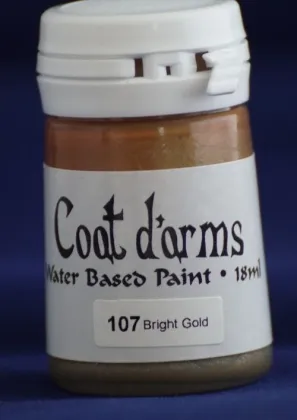 Coat d'arms
Water Based Paint • 18ml
107 Bright Gold